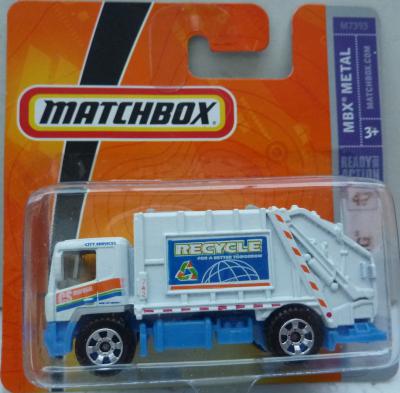 M7393
MBX® METAL
MATCHBOX.COM
3+
READY FOR
ACTION
MATCHBOX®
CITY SERVICES
RECYCLE
FOR A BETTER TOMORROW